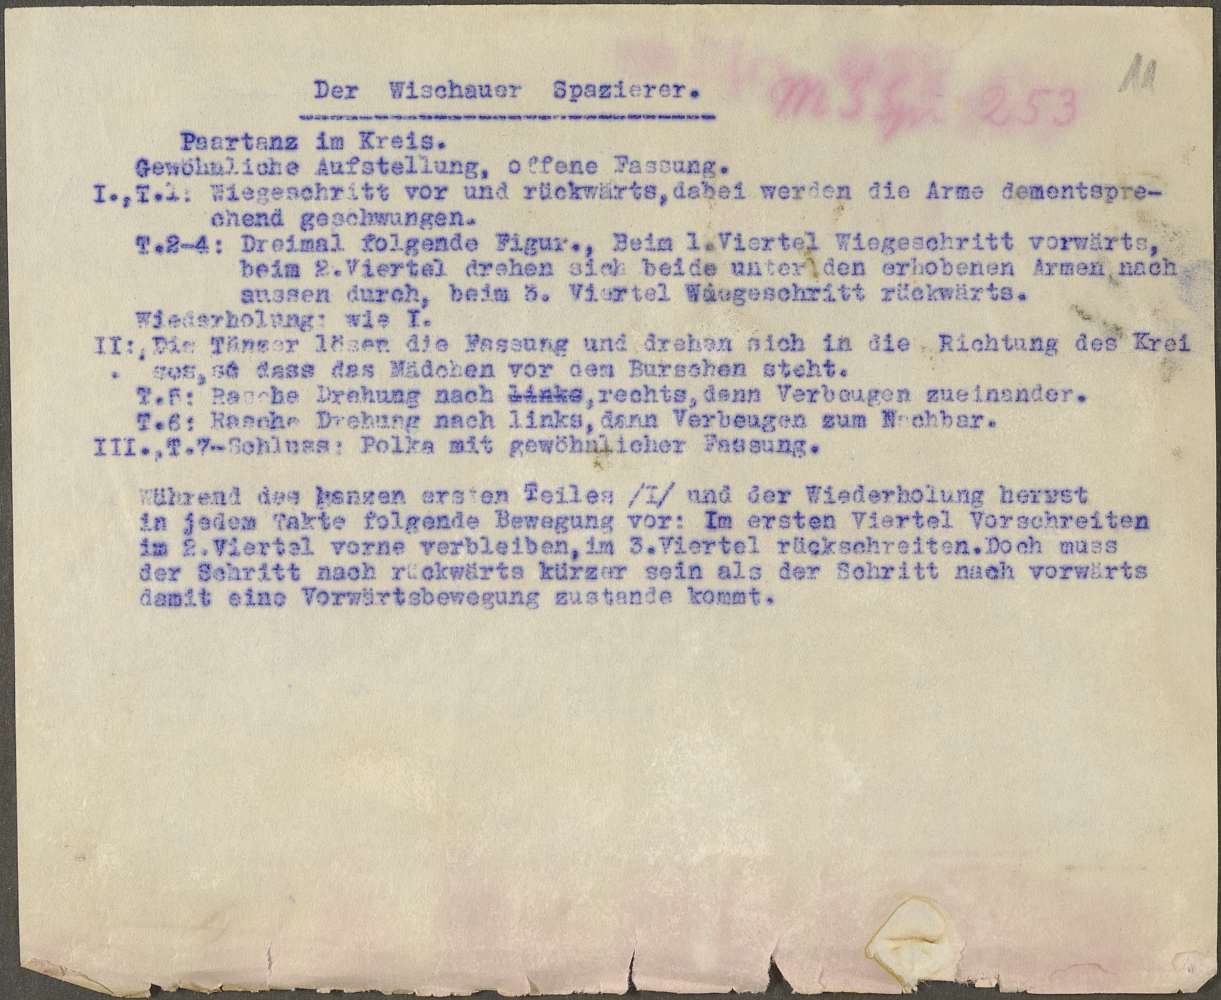 11
253
Der Wischauer Spazierer.
Paartanz im Kreis.
Gewöhnliche Aufstellung, offene Fassung.
I.,T.1: Wiegeschritt vor und rückwärts,dabei werden die Arme dementspre-
chend geschwungen.
T.2-4: Dreimal folgende Figur., Beim 1.Viertel Wiegeschritt vorwärts,
beim 2.Viertel drehen sich beide unter den erhobenen Armen nach
aussen durch, beim 3. Viertel Wiegeschritt rückwärts.
Wiederholung: wie I.
II:,Die Tänzer lösen die Fassung und drehen sich in die Richtung des Krei
ses,so dass das Mädchen vor dem Burschen steht.
T.5: Rasche Drehung nach links,rechts,dann Verbeugen zueinander.
T.6: Rasche Drehung nach links,dann Verbeugen zum Nachbar.
III.,T.7-Schluss: Polka mit gewöhnlicher Fassung.
Während des ganzen ersten Teiles /I/ und der Wiederholung herrst
in jedem Takte folgende Bewegung vor: Im ersten Viertel Vorschreiten
im 2.Viertel vorne verbleiben,im 3.Viertel rückschreiten.Doch muss
der Schritt nach rückwärts kürzer sein als der Schritt nach vorwärts
damit eine Vorwärtsbewegung zustande kommt.